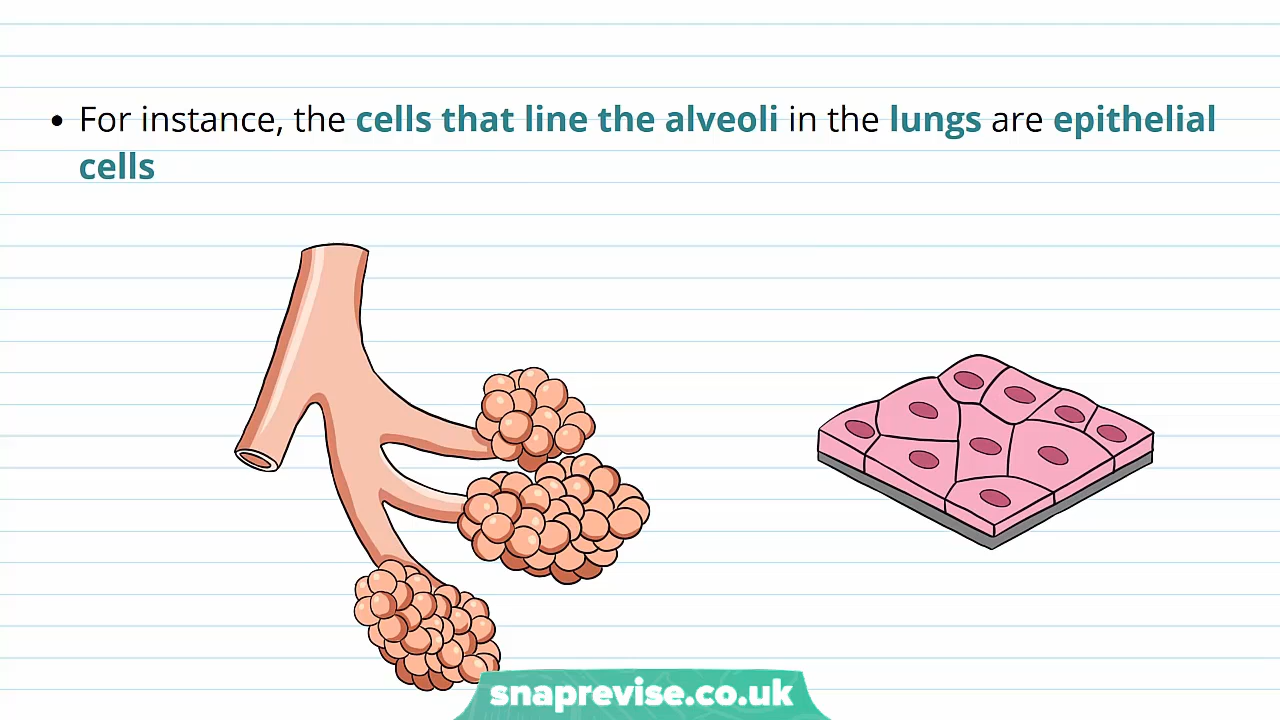 • For instance, the cells that line the alveoli in the lungs are epithelial
cells
snaprevise.co.uk